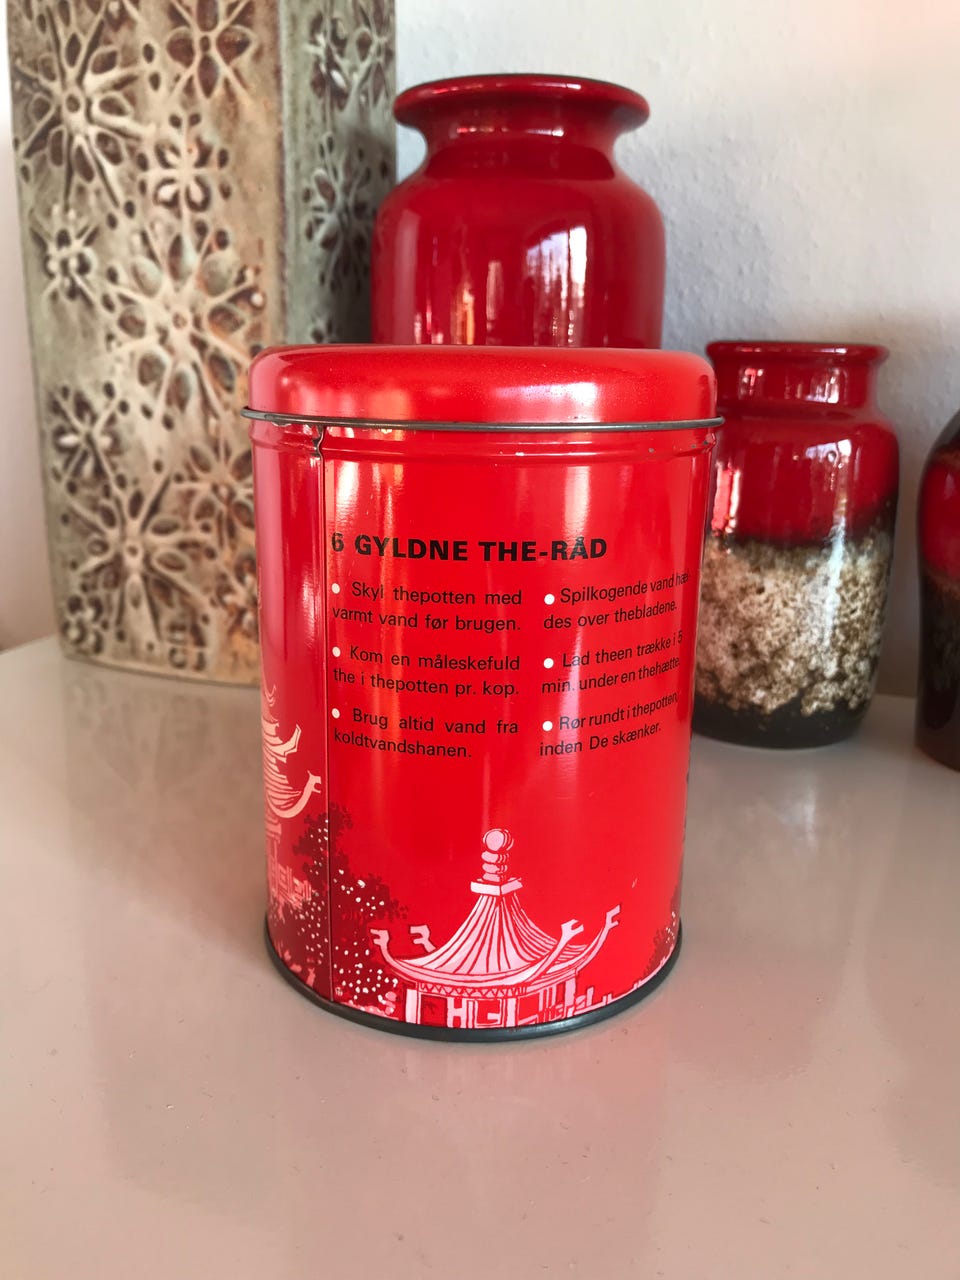 6 GYLDNE THE-RÅD
• Skyl thepotten med
varmt vand før brugen.
• Kom en måleskefuld
the i thepotten pr. kop.
• Brug altid vand fra
koldtvandshanen.
• Spilkogende vand hæl-
des over thebladene.
• Lad theen trække i 5
min. under en thehætte.
• Rør rundt i thepotten,
inden De skænker.